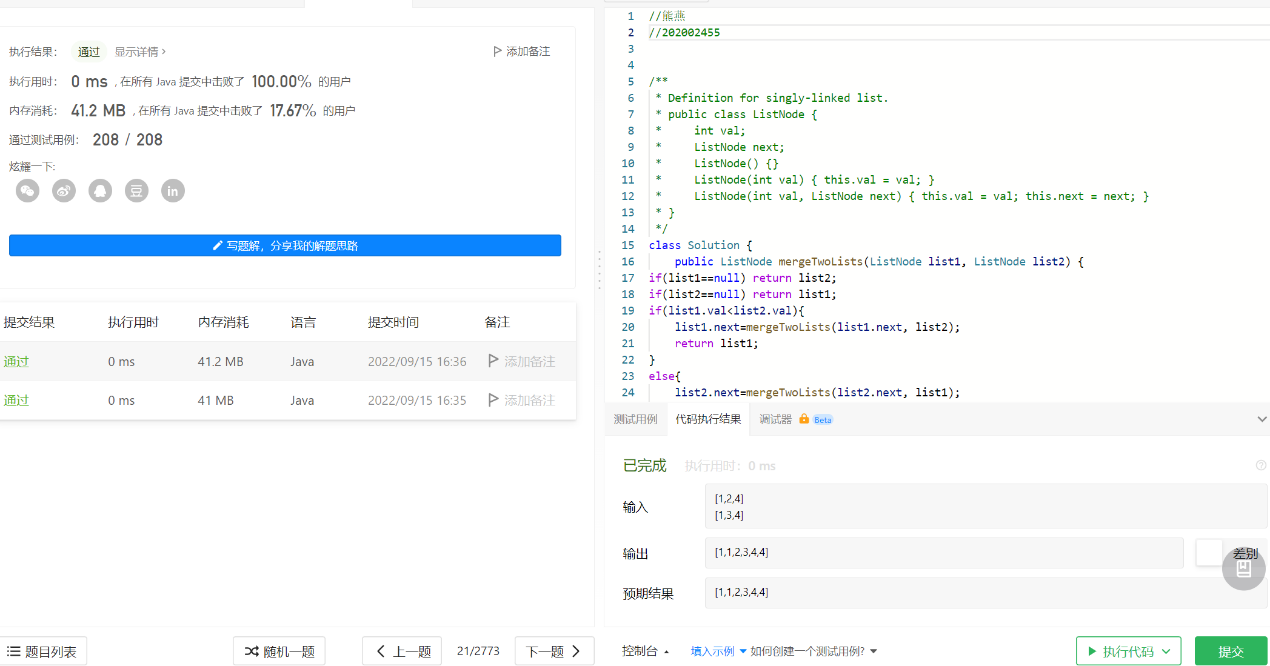 执行结果： 通过 显示详情 › 添加备注
执行用时： 0 ms ，在所有 Java 提交中击败了 100.00% 的用户
内存消耗： 41.2 MB ，在所有 Java 提交中击败了 17.67% 的用户
通过测试用例： 208 / 208
炫耀一下:
in
写题解，分享我的解题思路
提交结果 执行用时 内存消耗 语言 提交时间 备注
通过 0 ms 41.2 MB Java 2022/09/15 16:36 添加备注
通过 0 ms 41 MB Java 2022/09/15 16:35 添加备注
题目列表 随机一题 上一题 21/2773 下一题
1 //熊燕
2 //202002455
3
4
5 /**
6 * Definition for singly-linked list.
7 * public class ListNode {
8 * int val;
9 * ListNode next;
10 * ListNode() {}
11 * ListNode(int val) { this.val = val; }
12 * ListNode(int val, ListNode next) { this.val = val; this.next = next; }
13 * }
14 */
15 class Solution {
16 public ListNode mergeTwoLists(ListNode list1, ListNode list2) {
17 if(list1==null) return list2;
18 if(list2==null) return list1;
19 if(list1.val<list2.val){
20 list1.next=mergeTwoLists(list1.next, list2);
21 return list1;
22 }
23 else{
24 list2.next=mergeTwoLists(list2.next, list1);
测试用例 代码执行结果 调试器 Beta
已完成 执行用时： 0 ms
输入
[1,2,4]
[1,3,4]
输出 [1,1,2,3,4,4] 差别
预期结果 [1,1,2,3,4,4]
控制台 填入示例 如何创建一个测试用例? 执行代码 提交